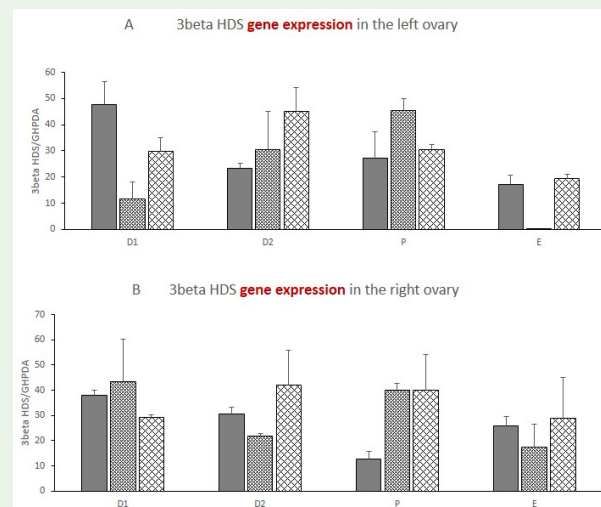 A 3beta HDS gene expression in the left ovary
60
50
40
30
20
10
0
3beta HDS/GHPDA
D1 D2 P E
B 3beta HDS gene expression in the right ovary
70
60
50
40
30
20
10
0
3beta HDS/GHPDA
D1 D2 P E